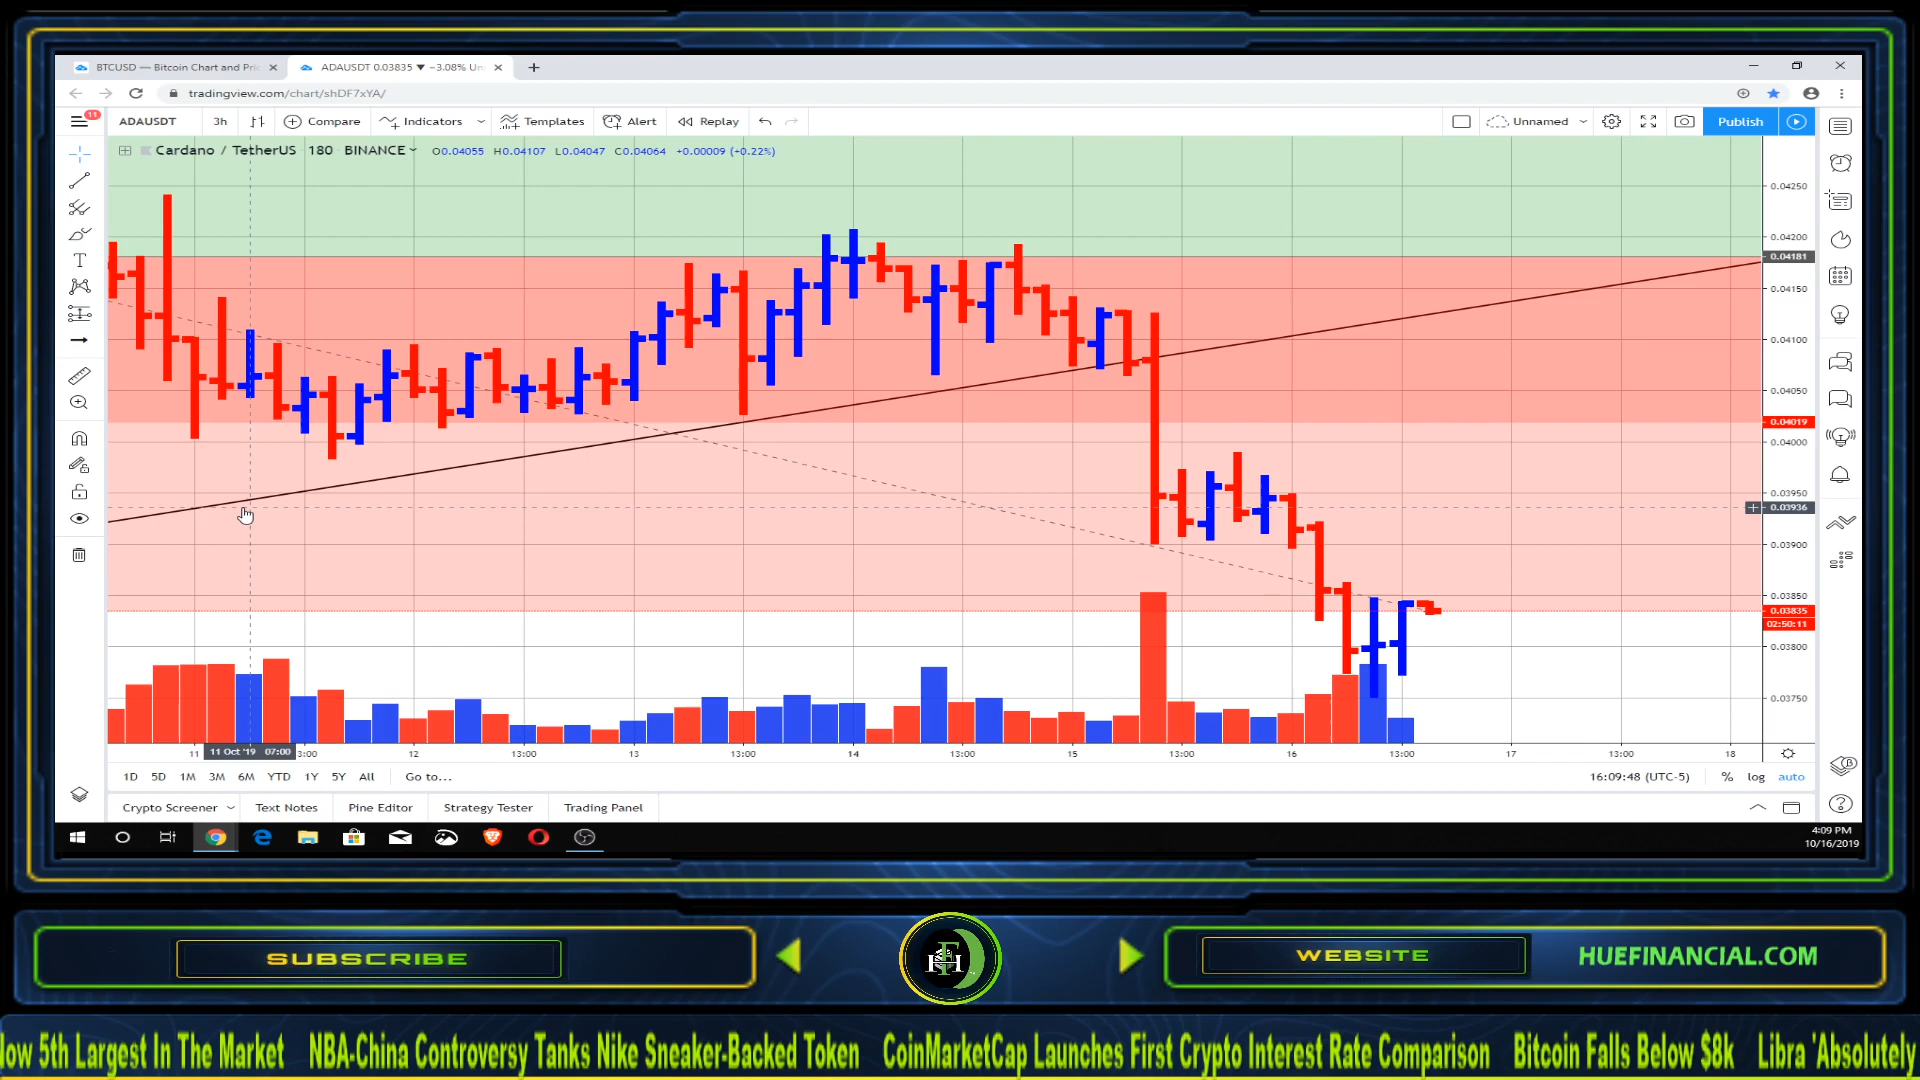 BTCUSD — Bitcoin Chart and Pri
ADAUSDT 0.03835 ▼ −3.08% Un
tradingview.com/chart/shDF7xYA/
11
ADAUSDT 3h Compare Indicators Templates Alert Replay Unnamed Publish
Cardano / TetherUS 180 BINANCE O0.04055 H0.04107 L0.04047 C0.04064 +0.00009 (+0.22%)
0.04250
0.04200
0.04181
0.04150
0.04100
0.04050
0.04019
0.04000
0.03950
0.03936
0.03900
0.03850
0.03835
02:50:11
0.03800
0.03750
11 11 Oct '19 07:00 3:00 12 13:00 13 13:00 14 13:00 15 13:00 16 13:00 17 13:00 18
1D 5D 1M 3M 6M YTD 1Y 5Y All Go to... 16:09:48 (UTC-5) % log auto
Crypto Screener Text Notes Pine Editor Strategy Tester Trading Panel
4:09 PM
10/16/2019
SUBSCRIBE
FH
WEBSITE
HUEFINANCIAL.COM
Now 5th Largest In The Market NBA-China Controversy Tanks Nike Sneaker-Backed Token CoinMarketCap Launches First Crypto Interest Rate Comparison Bitcoin Falls Below $8k Libra 'Absolutely